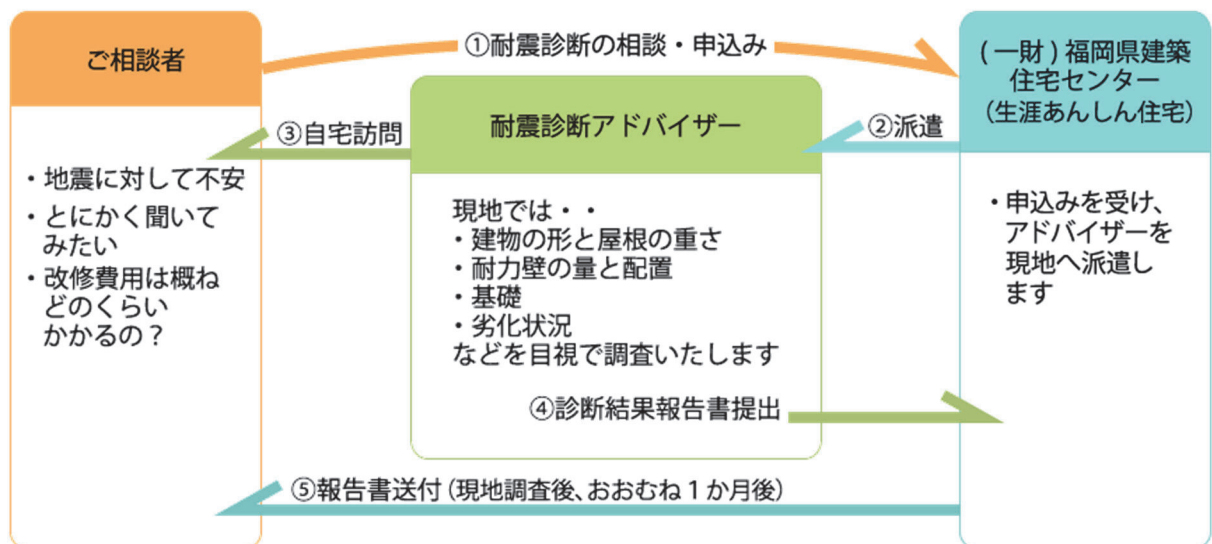 ご相談者
・地震に対して不安
・とにかく聞いて
みたい
・改修費用は概ね
どのくらい
かかるの？
①耐震診断の相談・申込み
(一財)福岡県建築
住宅センター
（生涯あんしん住宅）
・申込みを受け、
アドバイザーを
現地へ派遣し
ます
②派遣
耐震診断アドバイザー
③自宅訪問
現地では・・
・建物の形と屋根の重さ
・耐力壁の量と配置
・基礎
・劣化状況
などを目視で調査いたします
④診断結果報告書提出
⑤報告書送付（現地調査後、おおむね１か月後）